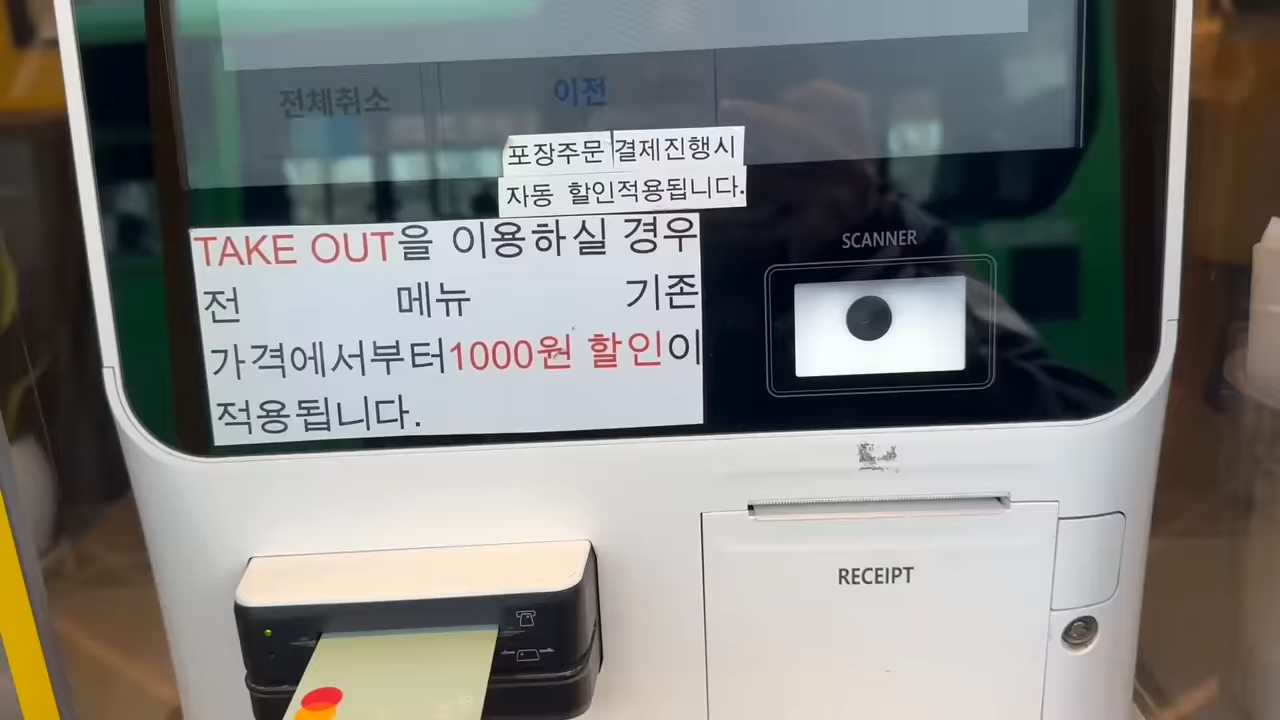 전체취소
이전
포장주문 결제진행시
자동 할인적용됩니다.
TAKE OUT을 이용하실 경우
전 메뉴 기존
가격에서부터1000원 할인이
적용됩니다.
SCANNER
RECEIPT